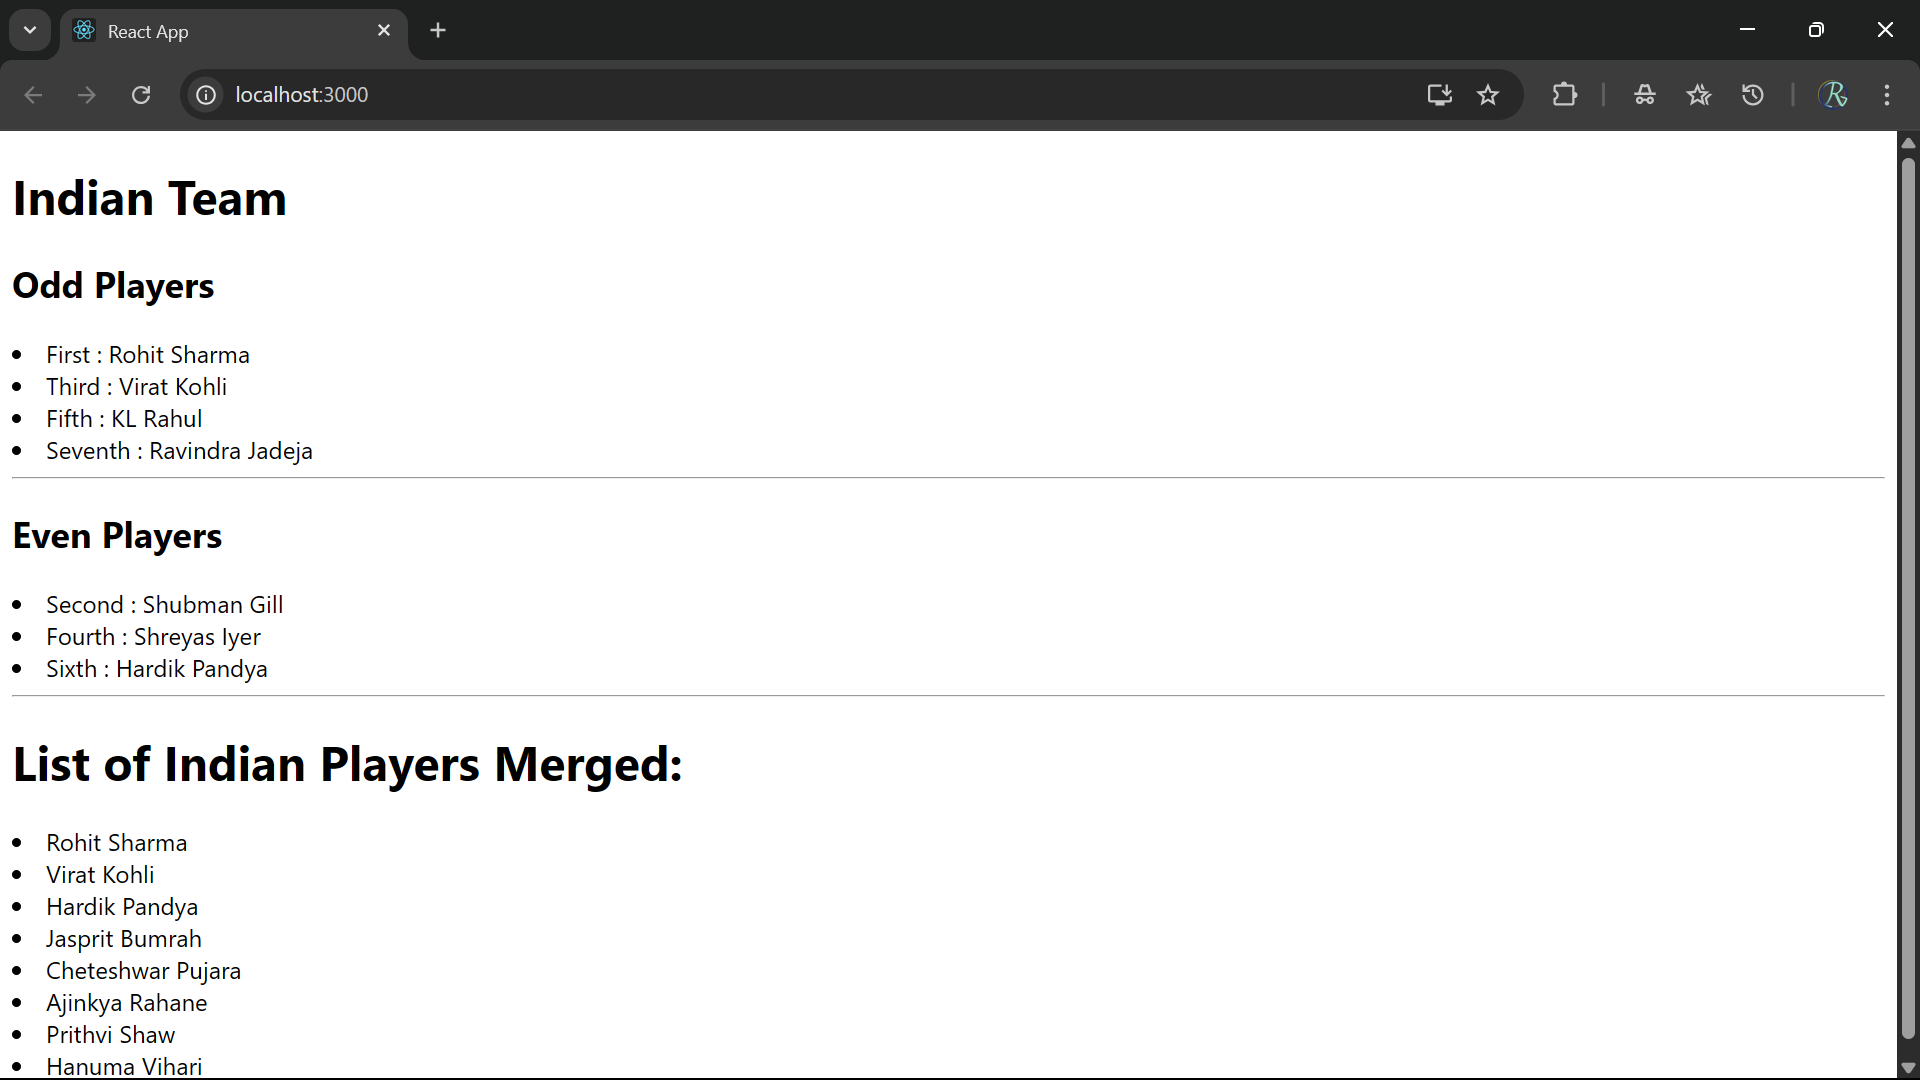 React App
localhost:3000
Indian Team
Odd Players
First : Rohit Sharma
Third : Virat Kohli
Fifth : KL Rahul
Seventh : Ravindra Jadeja
Even Players
Second : Shubman Gill
Fourth : Shreyas Iyer
Sixth : Hardik Pandya
List of Indian Players Merged:
Rohit Sharma
Virat Kohli
Hardik Pandya
Jasprit Bumrah
Cheteshwar Pujara
Ajinkya Rahane
Prithvi Shaw
Hanuma Vihari